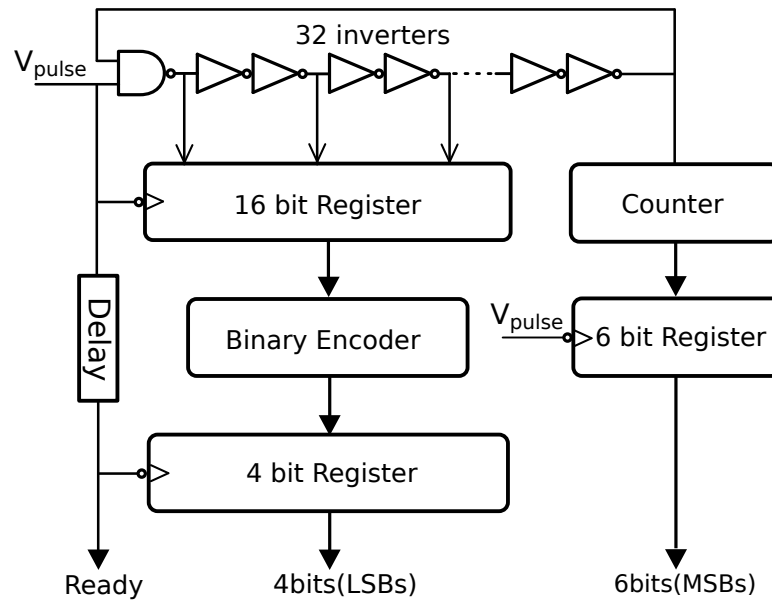 32 inverters
Vpulse
16 bit Register
Counter
Delay
Binary Encoder
Vpulse
6 bit Register
4 bit Register
Ready
4bits(LSBs)
6bits(MSBs)